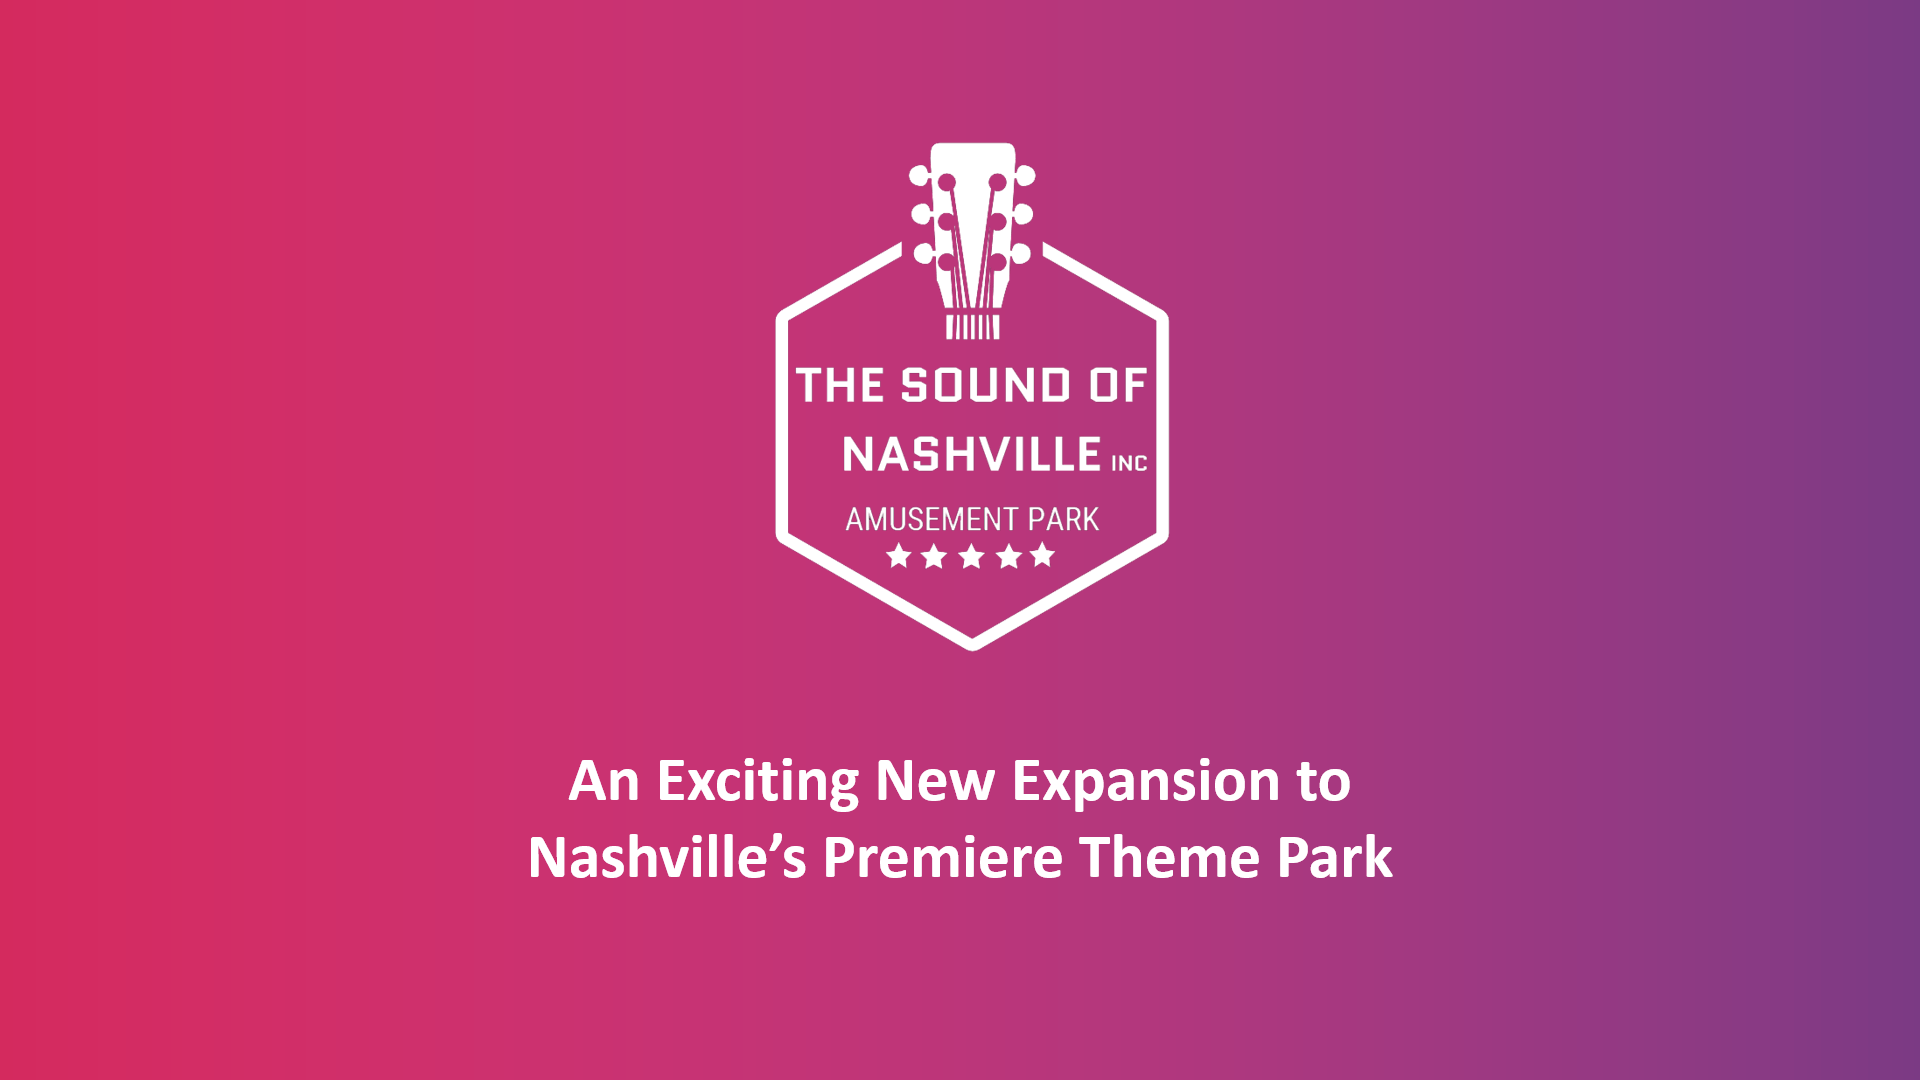 THE SOUND OF
NASHVILLE INC
AMUSEMENT PARK
An Exciting New Expansion to
Nashville’s Premiere Theme Park